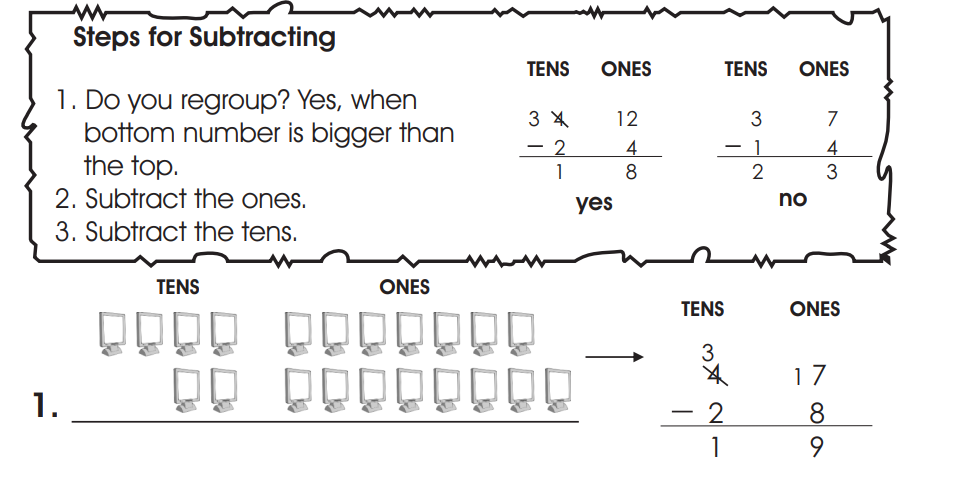 Steps for Subtracting
1. Do you regroup? Yes, when
bottom number is bigger than
the top.
2. Subtract the ones.
3. Subtract the tens.
TENS ONES
3 4 12
– 2 4
1 8
yes
TENS ONES
3 7
– 1 4
2 3
no
TENS ONES
1.
TENS ONES
3
4 1 7
– 2 8
1 9